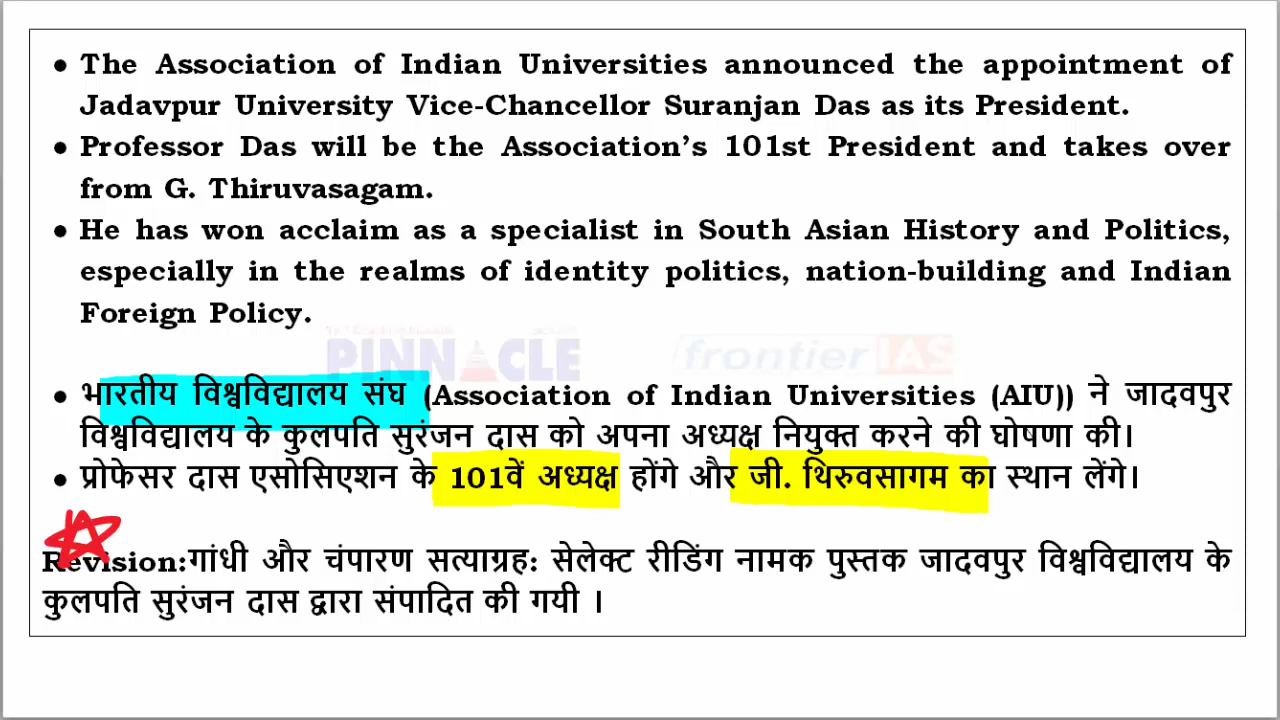 ● The Association of Indian Universities announced the appointment of
Jadavpur University Vice-Chancellor Suranjan Das as its President.
● Professor Das will be the Association’s 101st President and takes over
from G. Thiruvasagam.
● He has won acclaim as a specialist in South Asian History and Politics,
especially in the realms of identity politics, nation-building and Indian
Foreign Policy.
PINNACLE frontier IAS
● भारतीय विश्वविद्यालय संघ (Association of Indian Universities (AIU)) ने जादवपुर
विश्वविद्यालय के कुलपति सुरंजन दास को अपना अध्यक्ष नियुक्त करने की घोषणा की।
● प्रोफेसर दास एसोसिएशन के 101वें अध्यक्ष होंगे और जी. थिरुवसागम का स्थान लेंगे।
Revision:गांधी और चंपारण सत्याग्रह: सेलेक्ट रीडिंग नामक पुस्तक जादवपुर विश्वविद्यालय के
कुलपति सुरंजन दास द्वारा संपादित की गयी ।